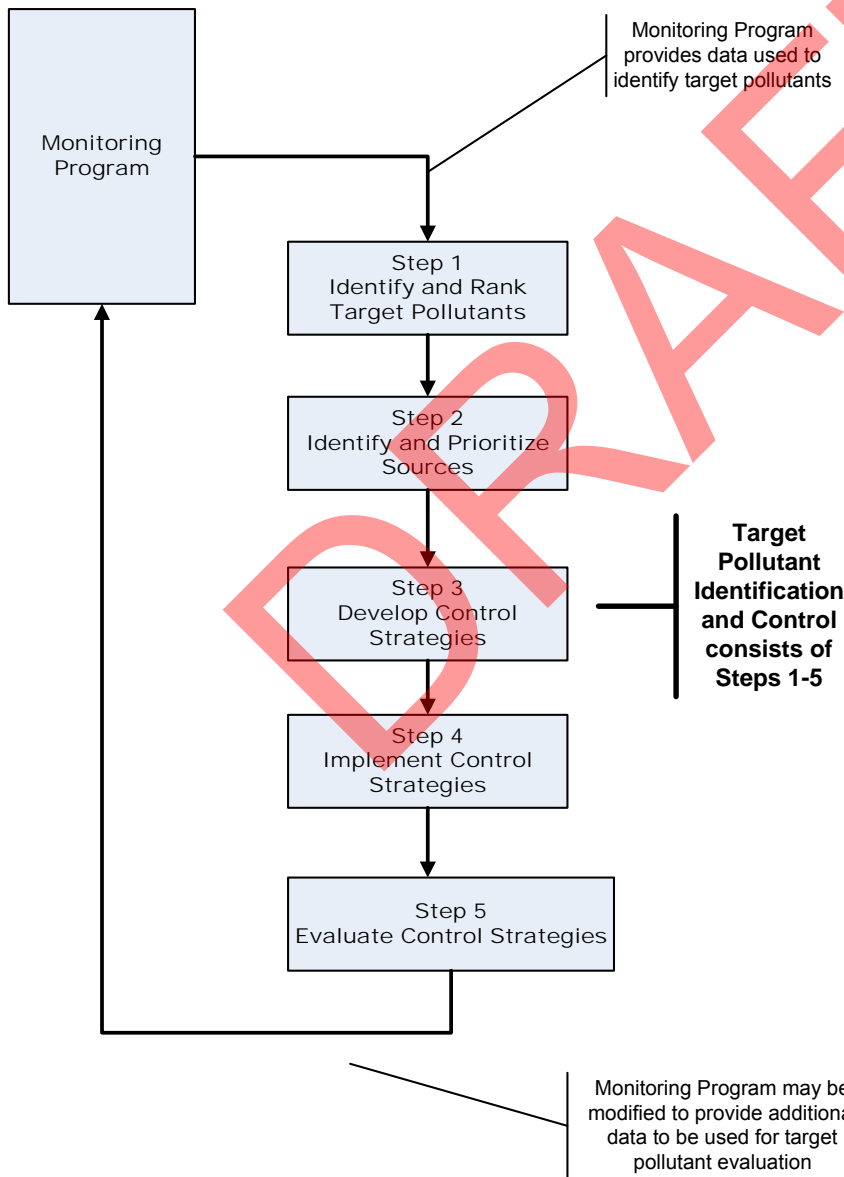 Monitoring Program
provides data used to
identify target pollutants
Monitoring
Program
Step 1
Identify and Rank
Target Pollutants
Step 2
Identify and Prioritize
Sources
Step 3
Develop Control
Strategies
Target
Pollutant
Identification
and Control
consists of
Steps 1-5
Step 4
Implement Control
Strategies
Step 5
Evaluate Control Strategies
Monitoring Program may be
modified to provide additiona
data to be used for target
pollutant evaluation
DRAF